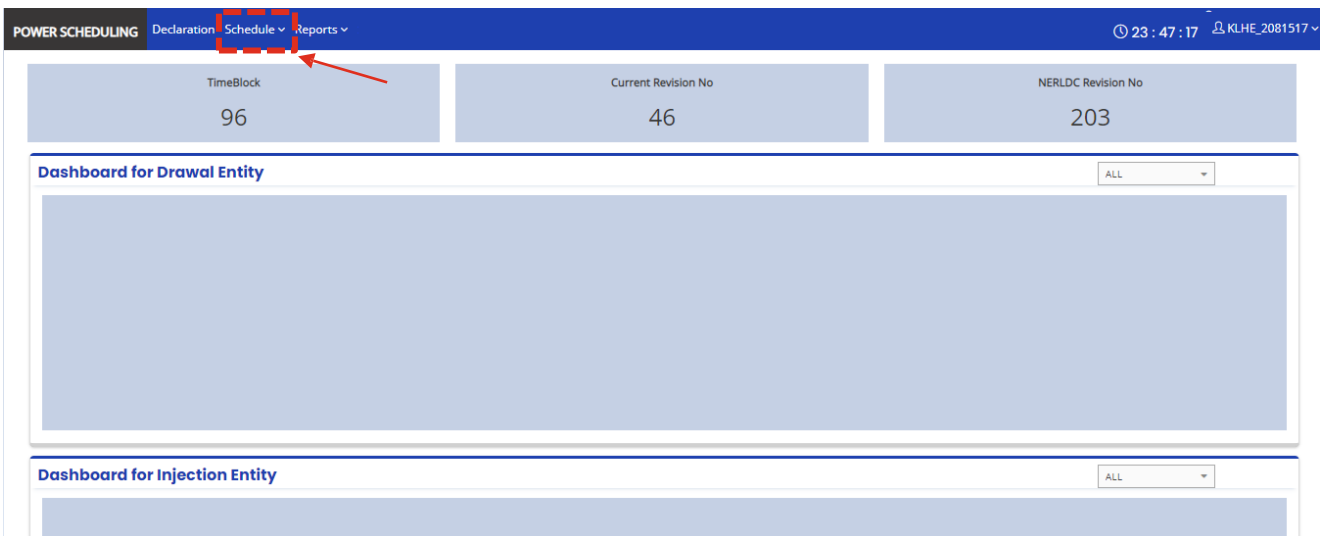 POWER SCHEDULING Declaration Schedule Reports 23 : 47 : 17 KLHE_2081517
TimeBlock Current Revision No NERLDC Revision No
96 46 203
Dashboard for Drawal Entity ALL
Dashboard for Injection Entity ALL